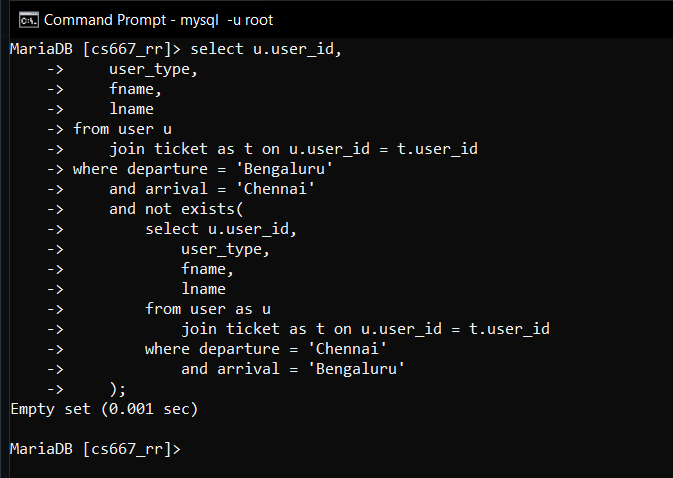 Command Prompt - mysql  -u root
MariaDB [cs667_rr]> select u.user_id,
    ->     user_type,
    ->     fname,
    ->     lname
    -> from user u
    ->     join ticket as t on u.user_id = t.user_id
    -> where departure = 'Bengaluru'
    ->     and arrival = 'Chennai'
    ->     and not exists(
    ->         select u.user_id,
    ->             user_type,
    ->             fname,
    ->             lname
    ->         from user as u
    ->             join ticket as t on u.user_id = t.user_id
    ->         where departure = 'Chennai'
    ->             and arrival = 'Bengaluru'
    ->     );
Empty set (0.001 sec)
MariaDB [cs667_rr]>